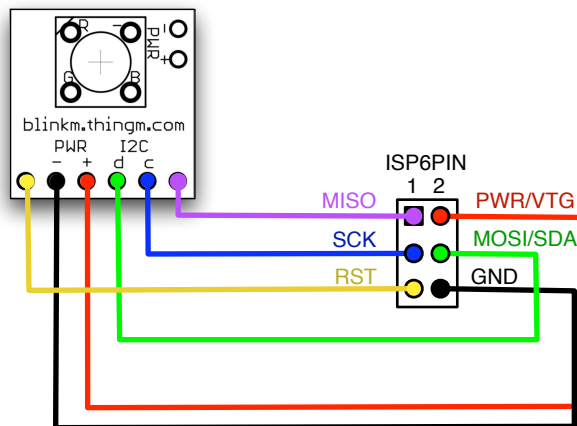 R - - PWR +
G B
blinkm.thingm.com
PWR I2C
- + d c
ISP6PIN
1 2
MISO PWR/VTG
SCK MOSI/SDA
RST GND